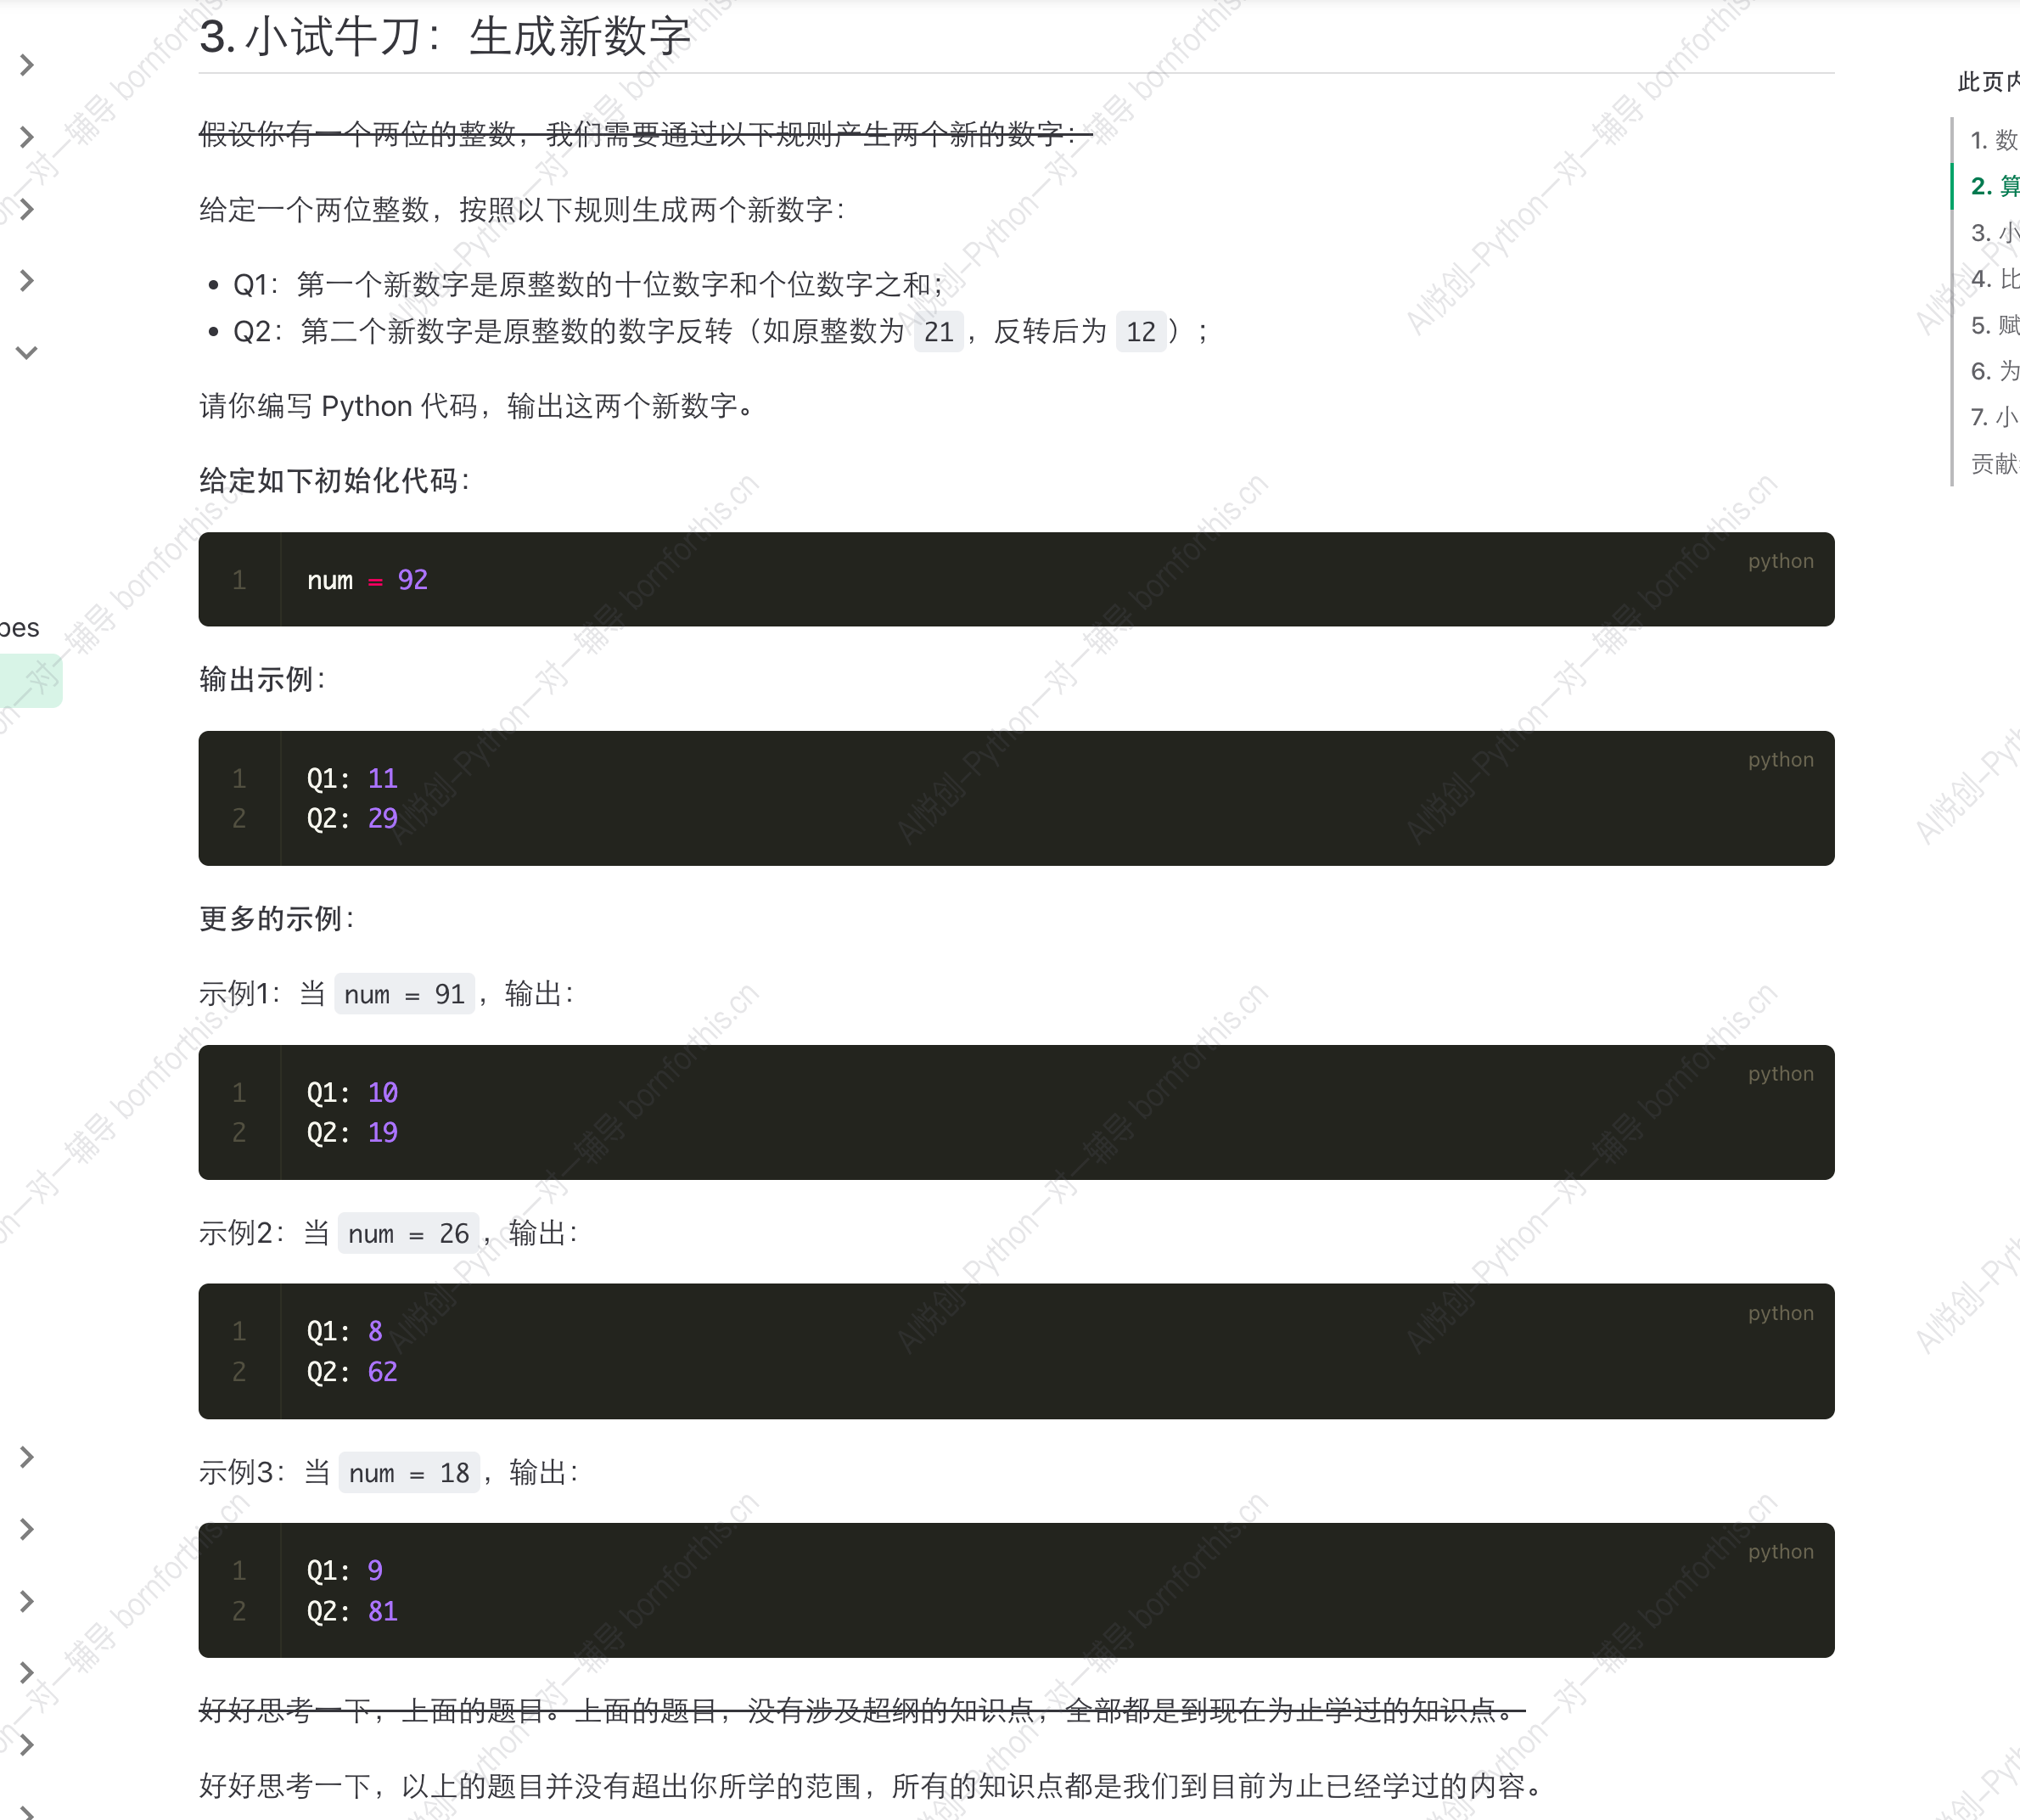 3. 小试牛刀：生成新数字
假设你有一个两位的整数，我们需要通过以下规则产生两个新的数字：
给定一个两位整数，按照以下规则生成两个新数字：
Q1：第一个新数字是原整数的十位数字和个位数字之和；
Q2：第二个新数字是原整数的数字反转（如原整数为 21，反转后为 12）；
请你编写 Python 代码，输出这两个新数字。
给定如下初始化代码：
python
1 num = 92
输出示例：
python
1 Q1: 11
2 Q2: 29
更多的示例：
示例1：当 num = 91，输出：
python
1 Q1: 10
2 Q2: 19
示例2：当 num = 26，输出：
python
1 Q1: 8
2 Q2: 62
示例3：当 num = 18，输出：
python
1 Q1: 9
2 Q2: 81
好好思考一下，上面的题目。上面的题目，没有涉及超纲的知识点，全部都是到现在为止学过的知识点。
好好思考一下，以上的题目并没有超出你所学的范围，所有的知识点都是我们到目前为止已经学过的内容。
此页内
1. 数
2. 算
3. 小
4. 比
5. 赋
6. 为
7. 小
贡献
pes
AI悦创-Python一对一辅导 bornforthis.cn